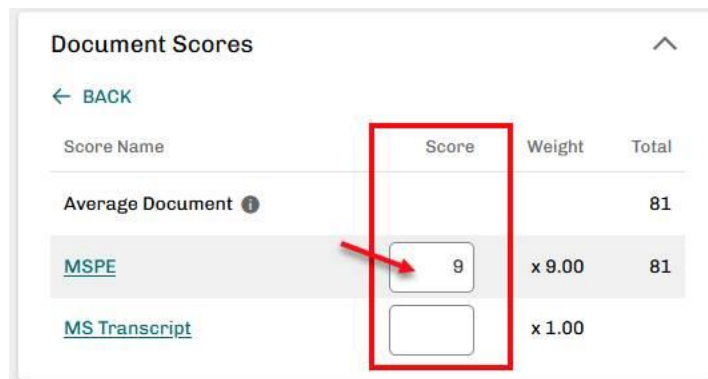 Document Scores
← BACK
Score Name Score Weight Total
Average Document 81
MSPE 9 x 9.00 81
MS Transcript x 1.00